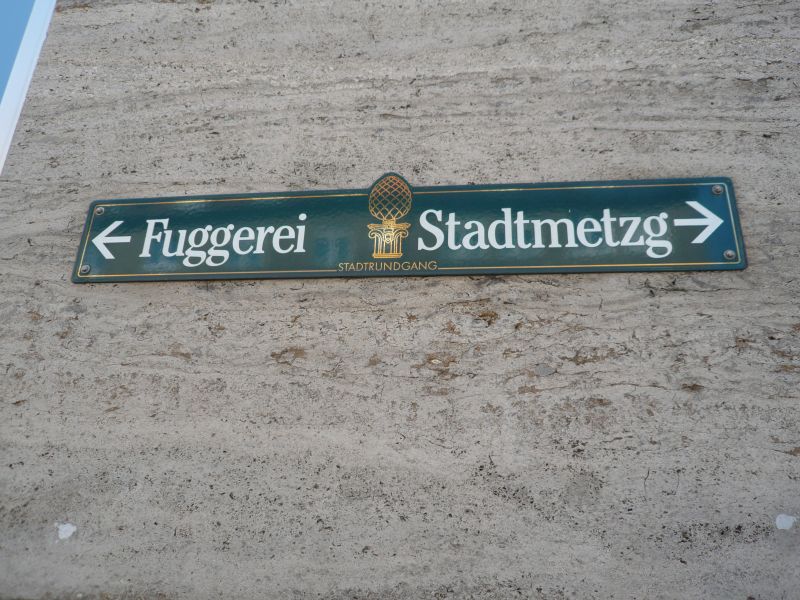 ← Fuggerei
Stadtmetzg →
STADTRUNDGANG